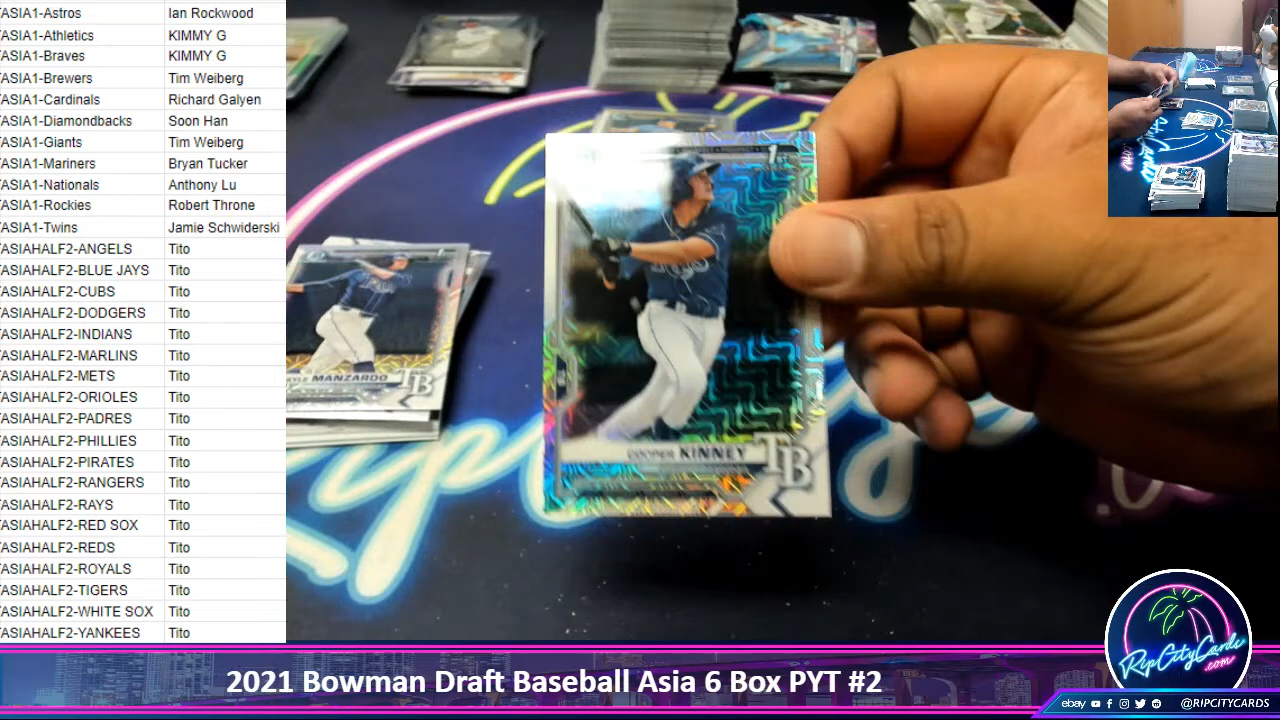 ASIA1-Astros Ian Rockwood
ASIA1-Athletics KIMMY G
ASIA1-Braves KIMMY G
ASIA1-Brewers Tim Weiberg
ASIA1-Cardinals Richard Galyen
ASIA1-Diamondbacks Soon Han
ASIA1-Giants Tim Weiberg
ASIA1-Mariners Bryan Tucker
ASIA1-Nationals Anthony Lu
ASIA1-Rockies Robert Throne
ASIA1-Twins Jamie Schwiderski
ASIAHALF2-ANGELS Tito
ASIAHALF2-BLUE JAYS Tito
ASIAHALF2-CUBS Tito
ASIAHALF2-DODGERS Tito
ASIAHALF2-INDIANS Tito
ASIAHALF2-MARLINS Tito
ASIAHALF2-METS Tito
ASIAHALF2-ORIOLES Tito
ASIAHALF2-PADRES Tito
ASIAHALF2-PHILLIES Tito
ASIAHALF2-PIRATES Tito
ASIAHALF2-RANGERS Tito
ASIAHALF2-RAYS Tito
ASIAHALF2-RED SOX Tito
ASIAHALF2-REDS Tito
ASIAHALF2-ROYALS Tito
ASIAHALF2-TIGERS Tito
ASIAHALF2-WHITE SOX Tito
ASIAHALF2-YANKEES Tito
KYLE MANZARDO
TB
1st
COOPER KINNEY
TB
RipCityCards
.com
2021 Bowman Draft Baseball Asia 6 Box PYT #2
ebay @RIPCITYCARDS